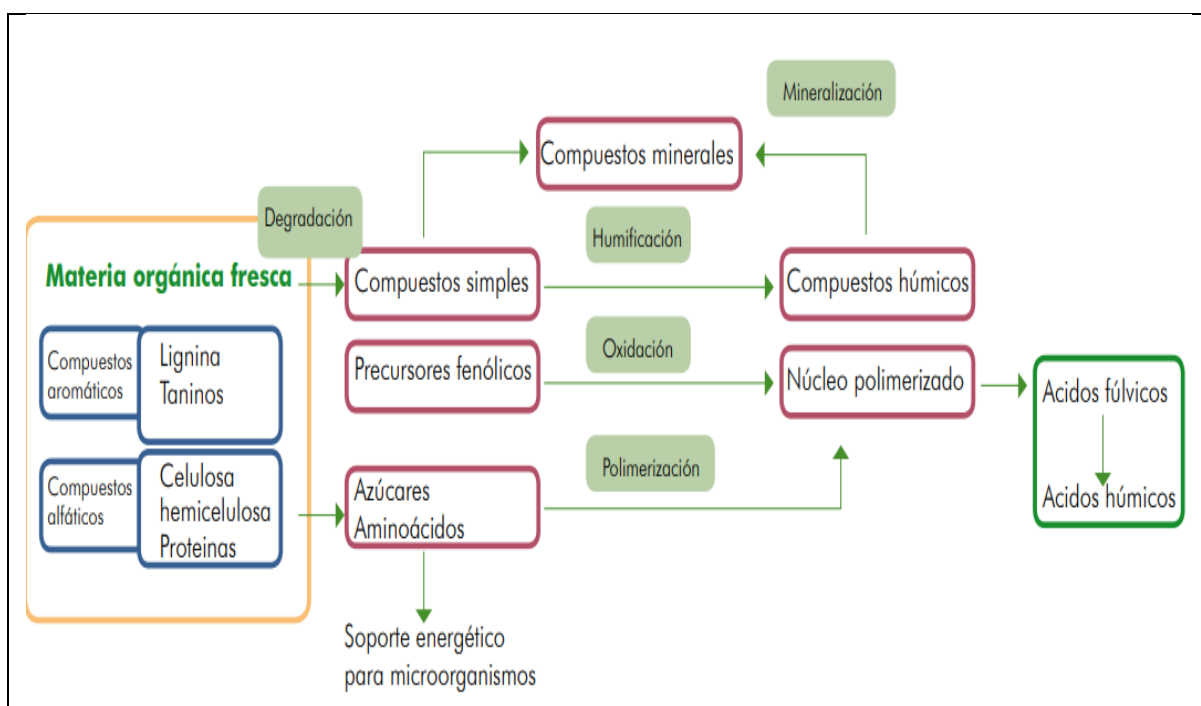 Mineralización
Compuestos minerales
Degradación
Humificación
Materia orgánica fresca
Compuestos simples
Compuestos húmicos
Compuestos
aromáticos
Lignina
Taninos
Precursores fenólicos
Oxidación
Núcleo polimerizado
Acidos fúlvicos
Acidos húmicos
Compuestos
alfáticos
Celulosa
hemicelulosa
Proteinas
Azúcares
Aminoácidos
Polimerización
Soporte energético
para microorganismos